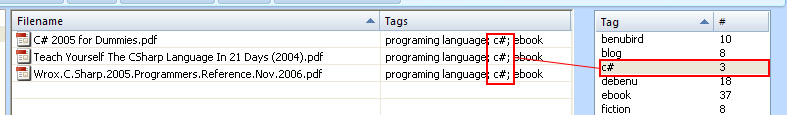 Filename Tags
C# 2005 for Dummies.pdf programing language; c#; ebook
Teach Yourself The CSharp Language In 21 Days (2004).pdf programing language; c#; ebook
Wrox.C.Sharp.2005.Programmers.Reference.Nov.2006.pdf programing language; c#; ebook
Tag #
benubird 10
blog 8
c# 3
debenu 18
ebook 37
fiction 8